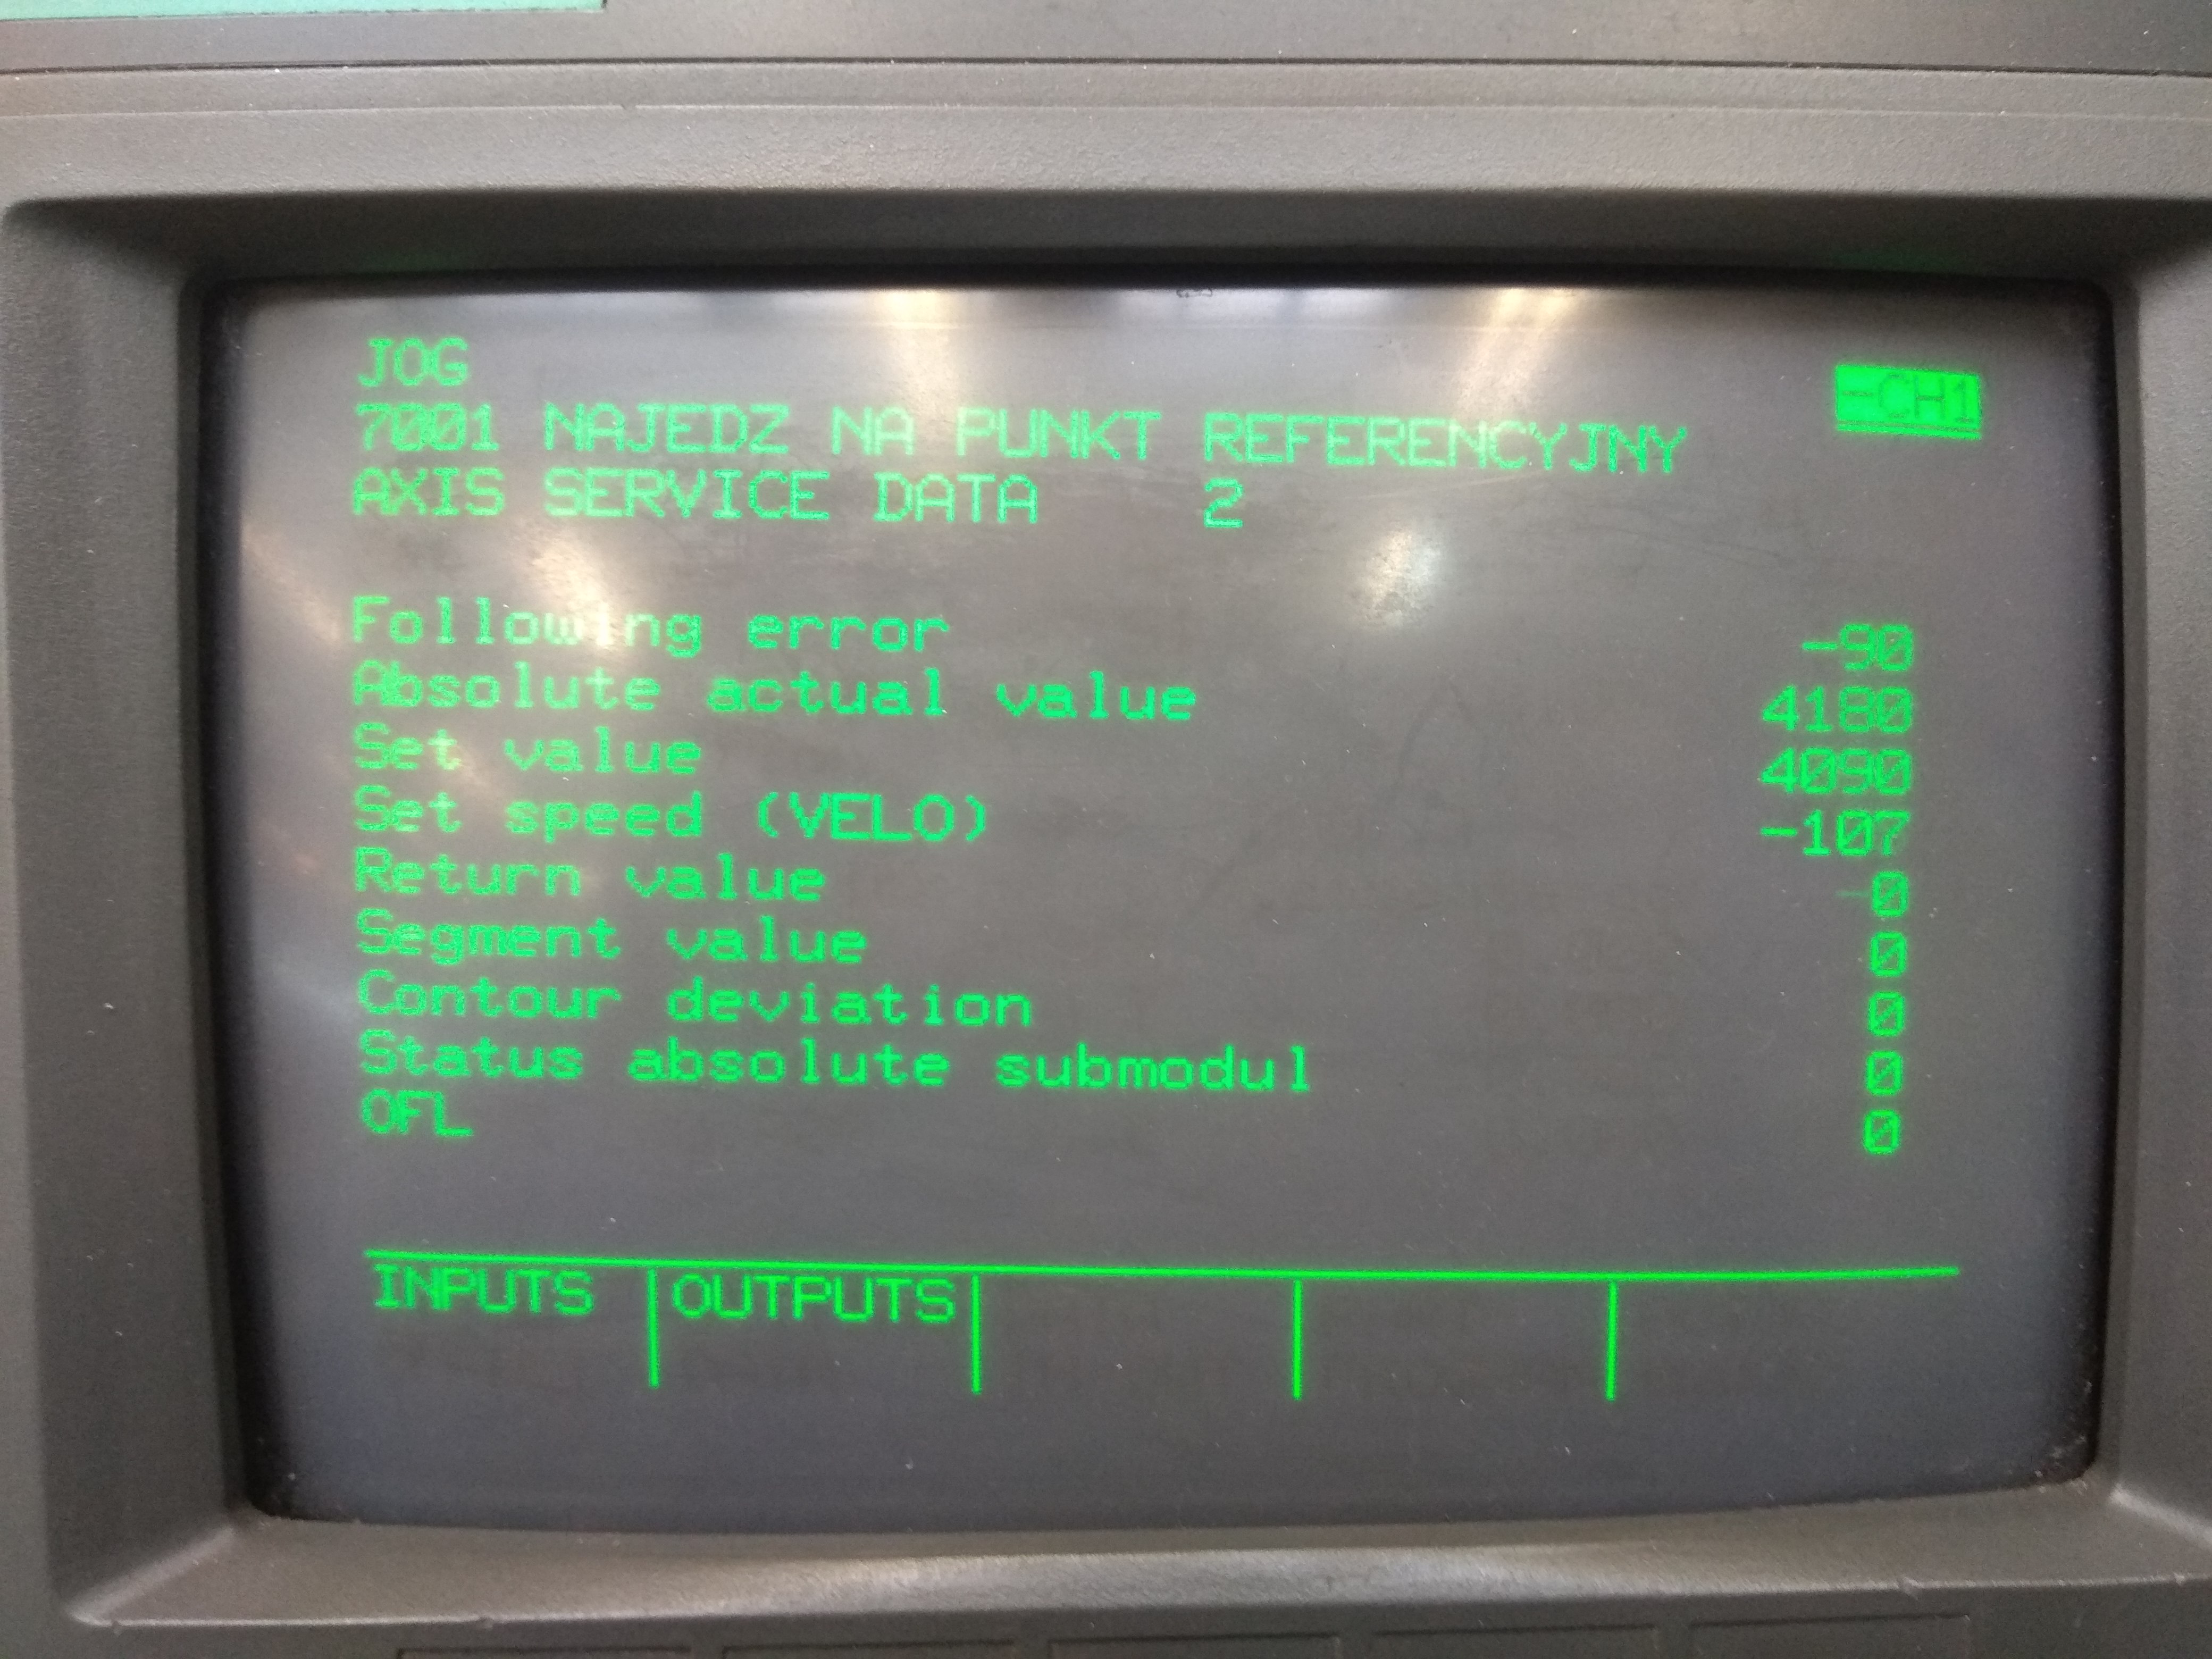 JOG
-CH1
7001 NAJEDZ NA PUNKT REFERENCYJNY
AXIS SERVICE DATA 2
Following error -90
Absolute actual value 4180
Set value 4090
Set speed (VELO) -107
Return value -0
Segment value 0
Contour deviation 0
Status absolute submodul 0
OFL 0
INPUTS OUTPUTS